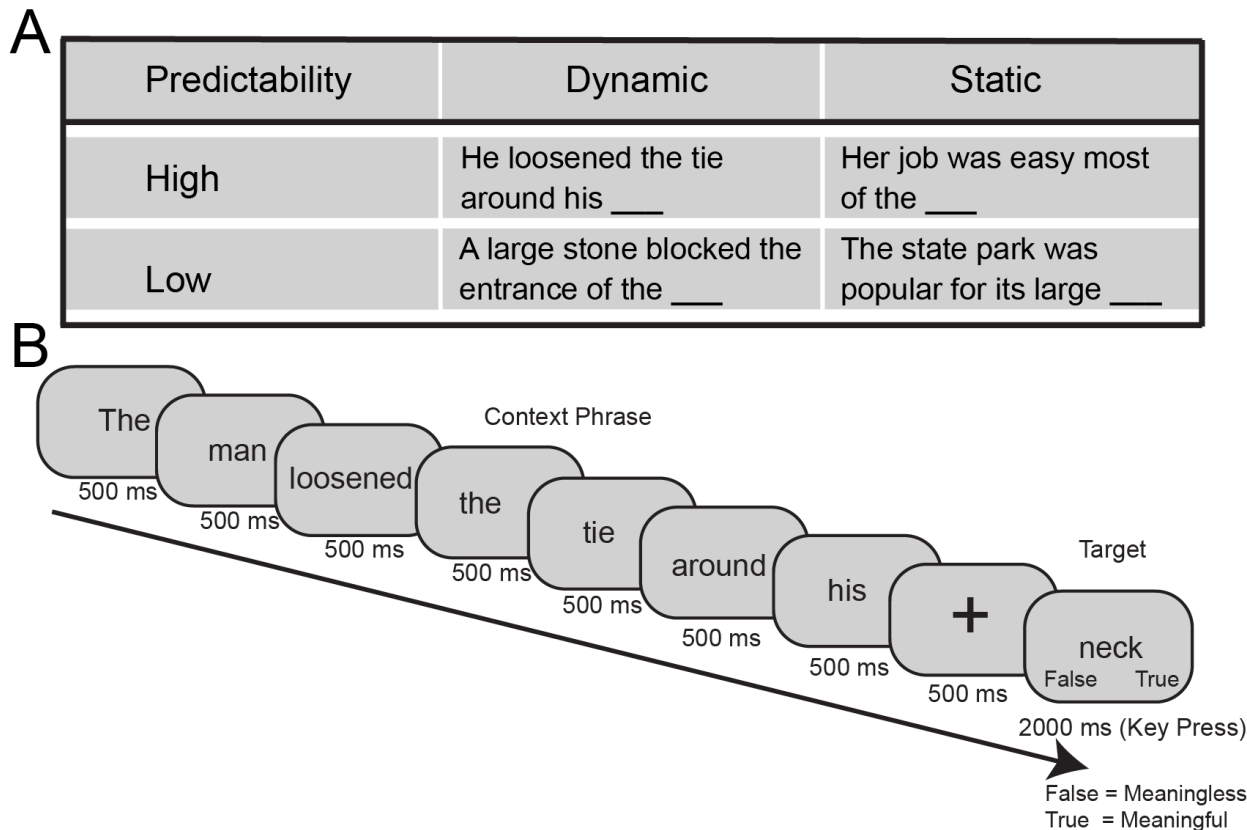 A
Predictability Dynamic Static
High
He loosened the tie
around his ___
Her job was easy most
of the ___
Low
A large stone blocked the
entrance of the ___
The state park was
popular for its large ___
B
Context Phrase
The
500 ms
man
500 ms
loosened
500 ms
the
500 ms
tie
500 ms
around
500 ms
his
500 ms
+
500 ms
Target
neck
False True
2000 ms (Key Press)
False = Meaningless
True = Meaningful